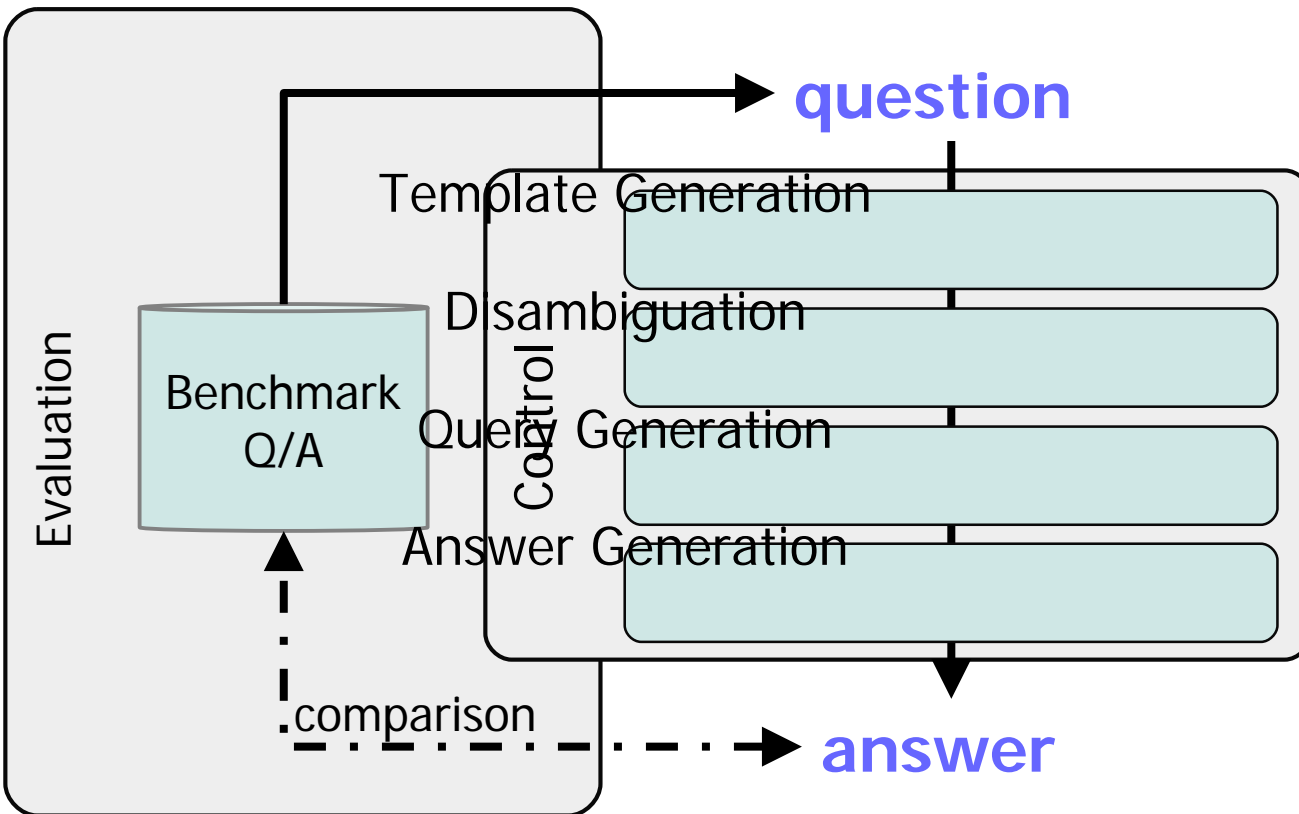 question
Template Generation
Disambiguation
Control
Evaluation
Benchmark
Q/A
Query Generation
Answer Generation
comparison
answer